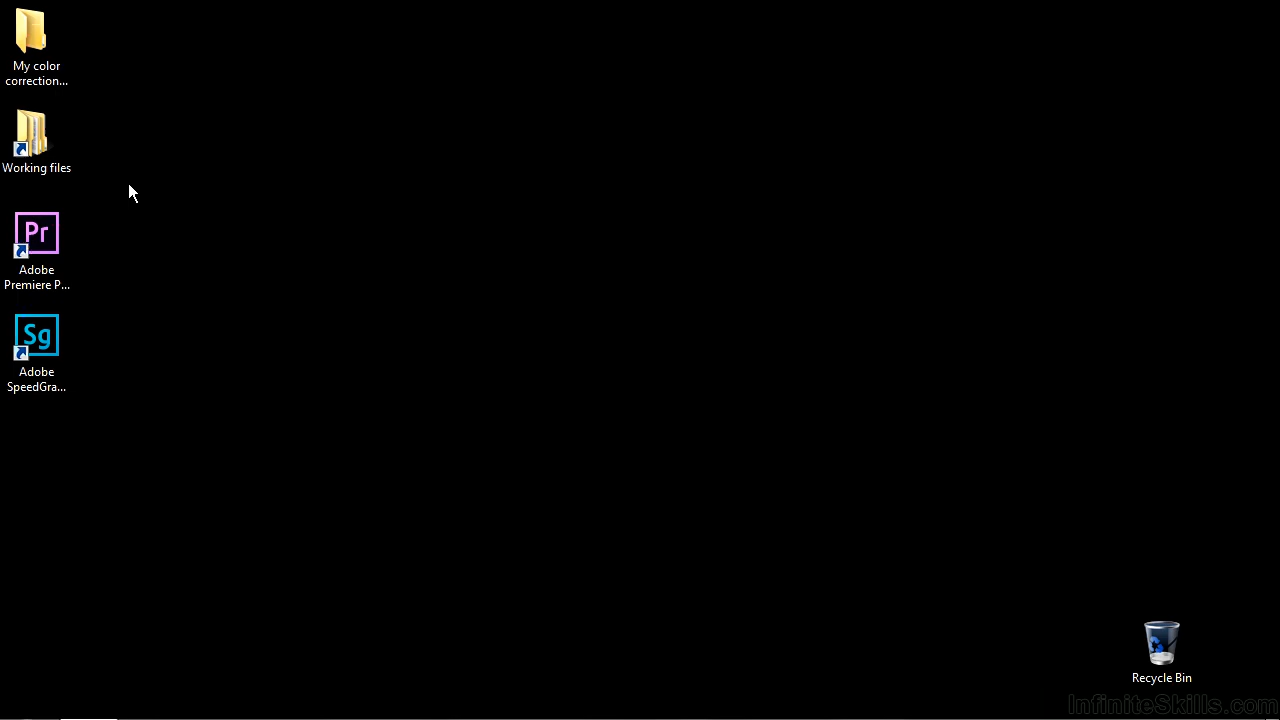 My color
correction...
Working files
Pr
Adobe
Premiere P...
Sg
Adobe
SpeedGra...
Recycle Bin
InfiniteSkills.com